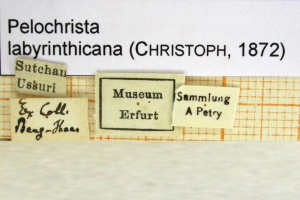 Pelochrista
labyrinthicana (CHRISTOPH, 1872)
Sutchan
Ussuri
Ex Coll.
Bang-Haas
Museum
Erfurt
Sammlung
A Petry